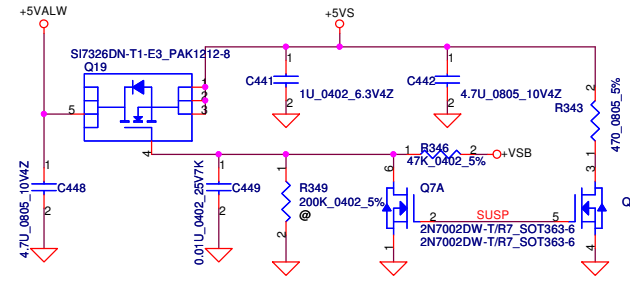 +5VALW
+5VS
SI7326DN-T1-E3_PAK1212-8
Q19
5
1
2
3
4
1
C441
1U_0402_6.3V4Z
2
1
C442
4.7U_0805_10V4Z
2
2
R343
470_0805_5%
1
1
C448
4.7U_0805_10V4Z
2
1
C449
0.01U_0402_25V7K
2
1
R349
200K_0402_5%
@
2
1
R346
2
47K_0402_5%
+VSB
6
Q7A
2
SUSP
5
3
Q
2N7002DW-T/R7_SOT363-6
2N7002DW-T/R7_SOT363-6
1
4